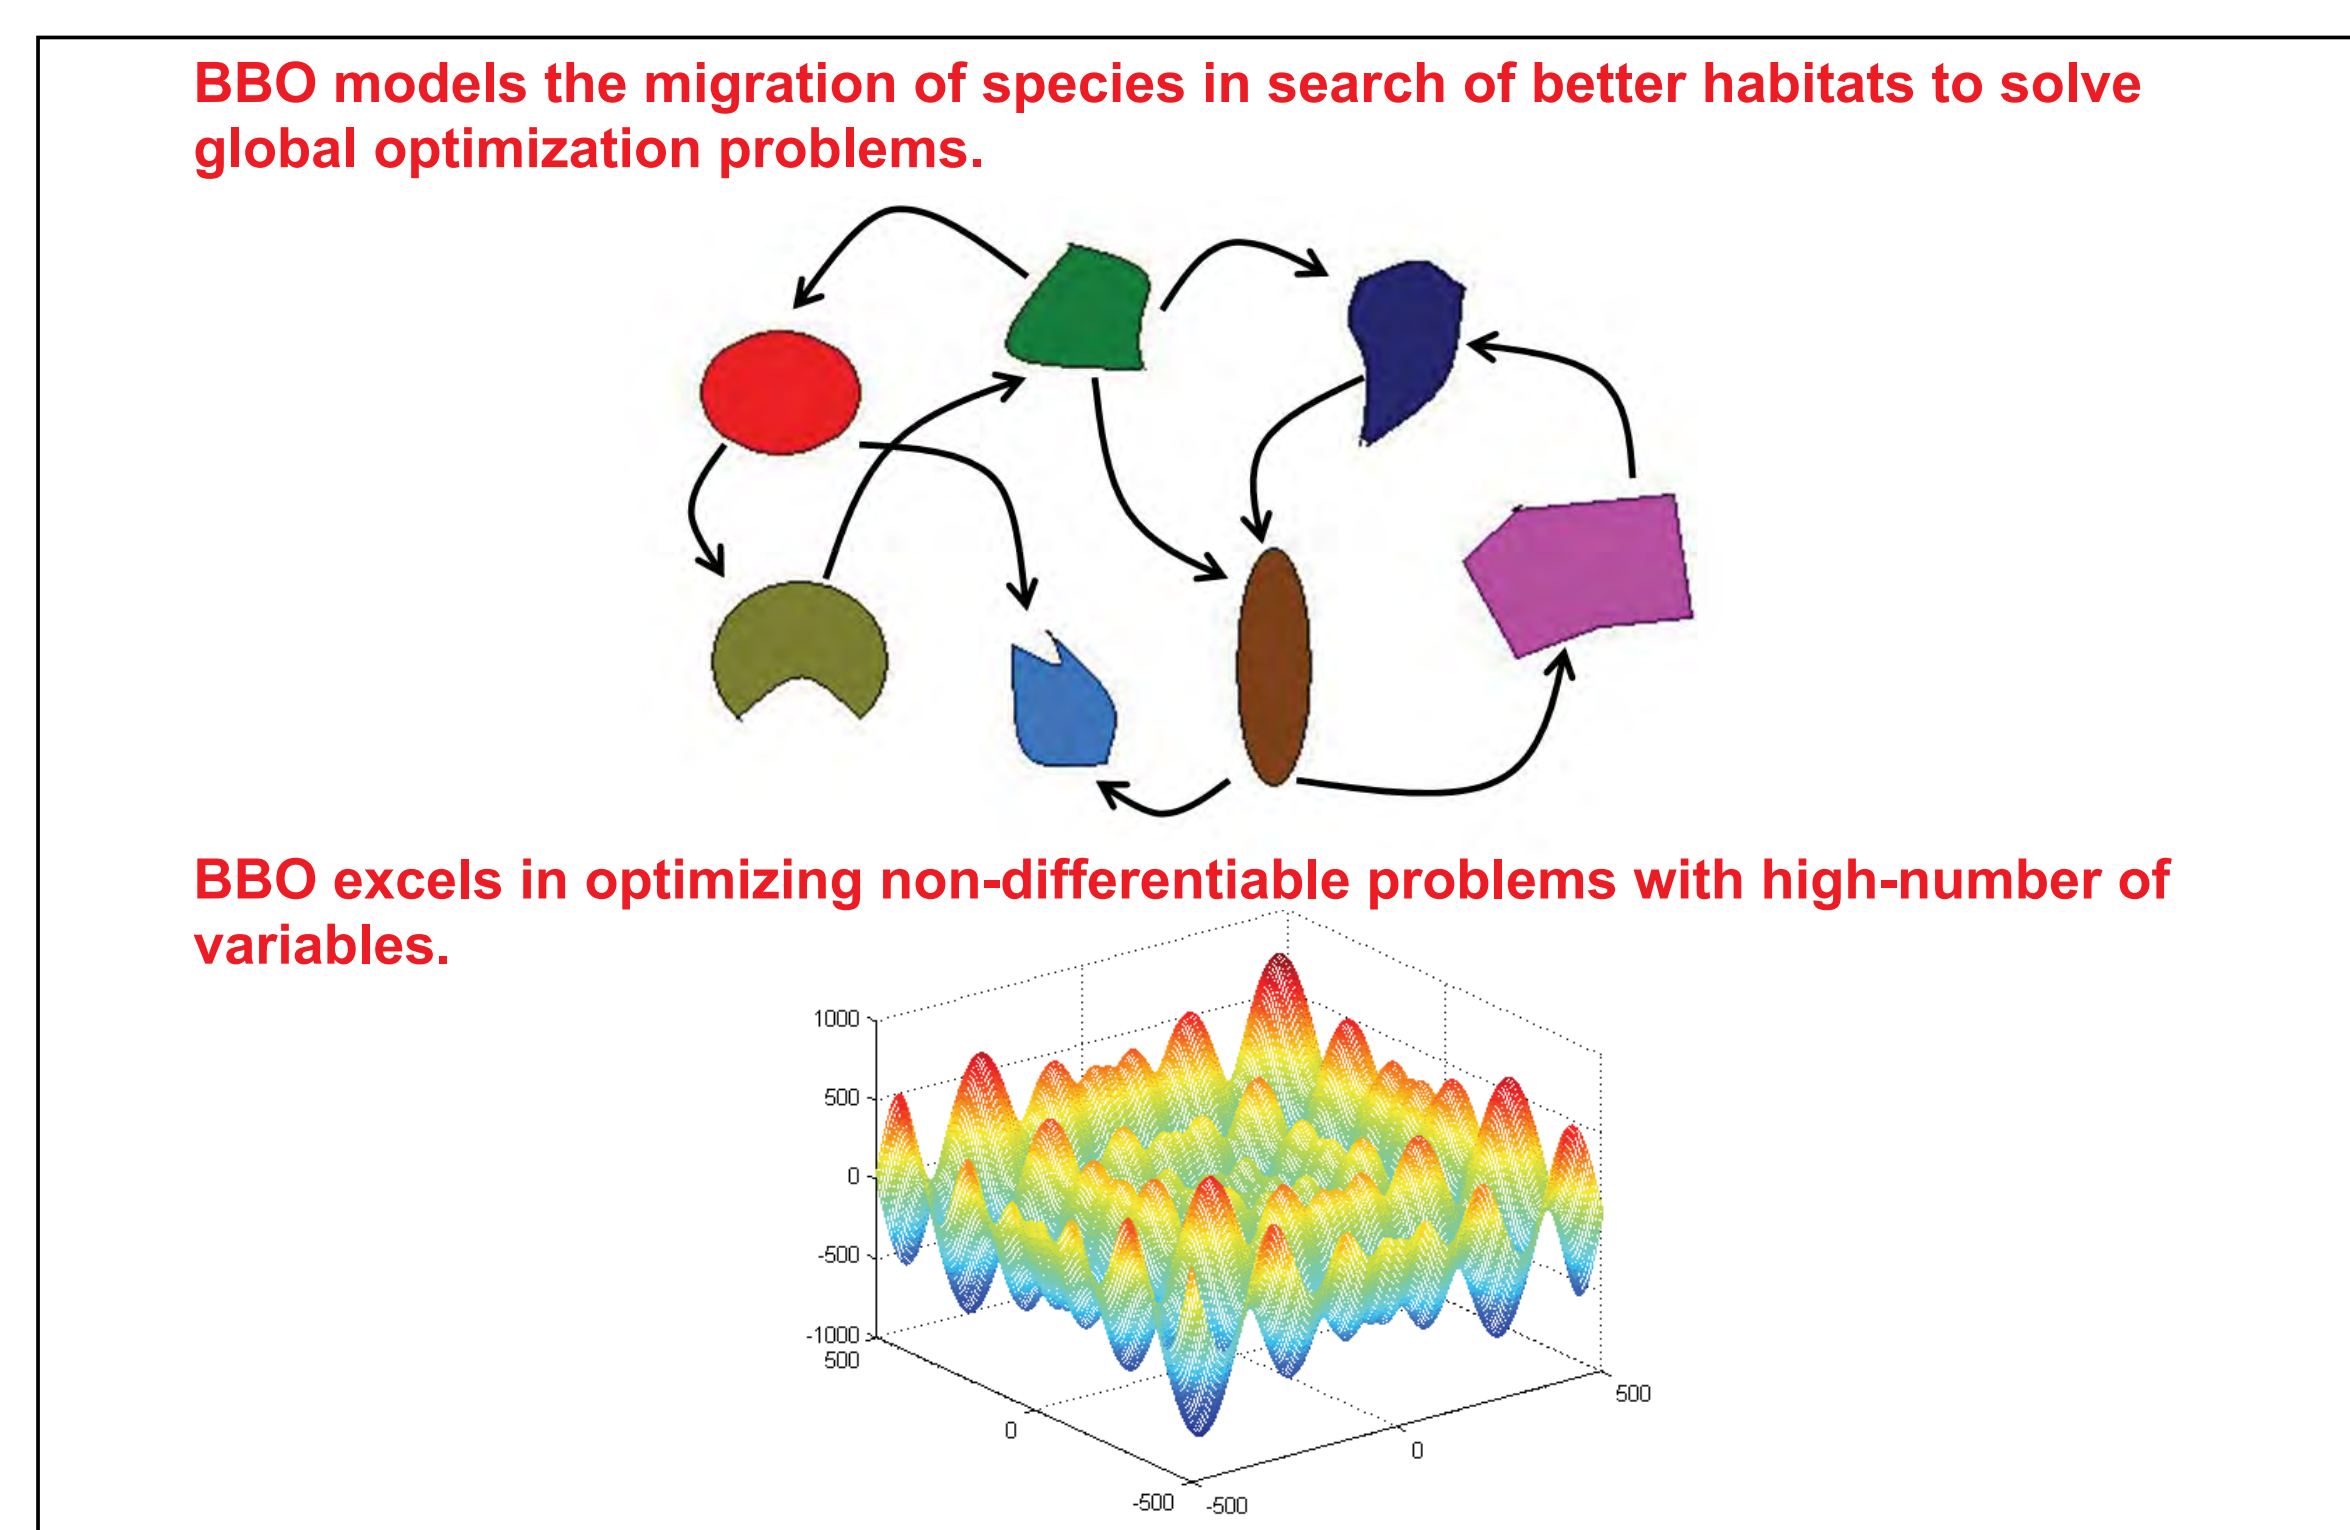 BBO models the migration of species in search of better habitats to solve
global optimization problems.
BBO excels in optimizing non-differentiable problems with high-number of
variables.
1000
500
0
-500
-1000
500
0
-500
-500
0
500